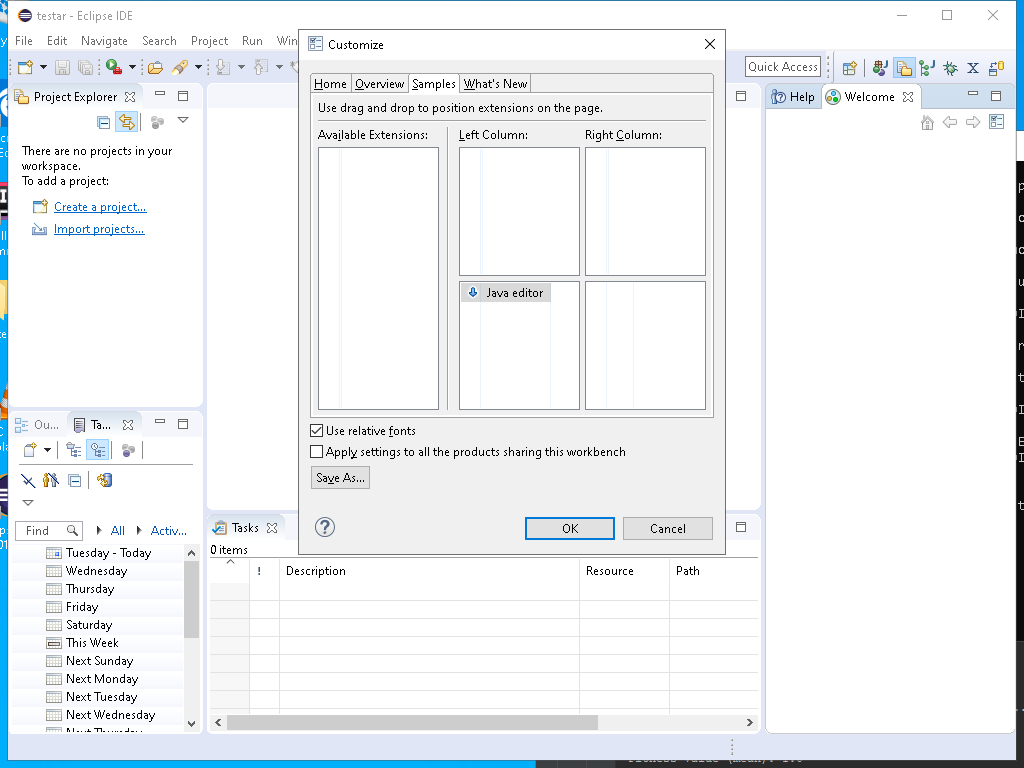 testar - Eclipse IDE
File Edit Navigate Search Project Run
Quick Access
Project Explorer
There are no projects in your
workspace.
To add a project:
Create a project...
Import projects...
Customize
Home Overview Samples What's New
Use drag and drop to position extensions on the page.
Available Extensions: Left Column: Right Column:
Java editor
Use relative fonts
Apply settings to all the products sharing this workbench
Save As...
OK Cancel
Help Welcome
Ou... Ta...
Find All Activ...
Tuesday - Today
Wednesday
Thursday
Friday
Saturday
This Week
Next Sunday
Next Monday
Next Tuesday
Next Wednesday
Tasks
0 items
! Description Resource Path